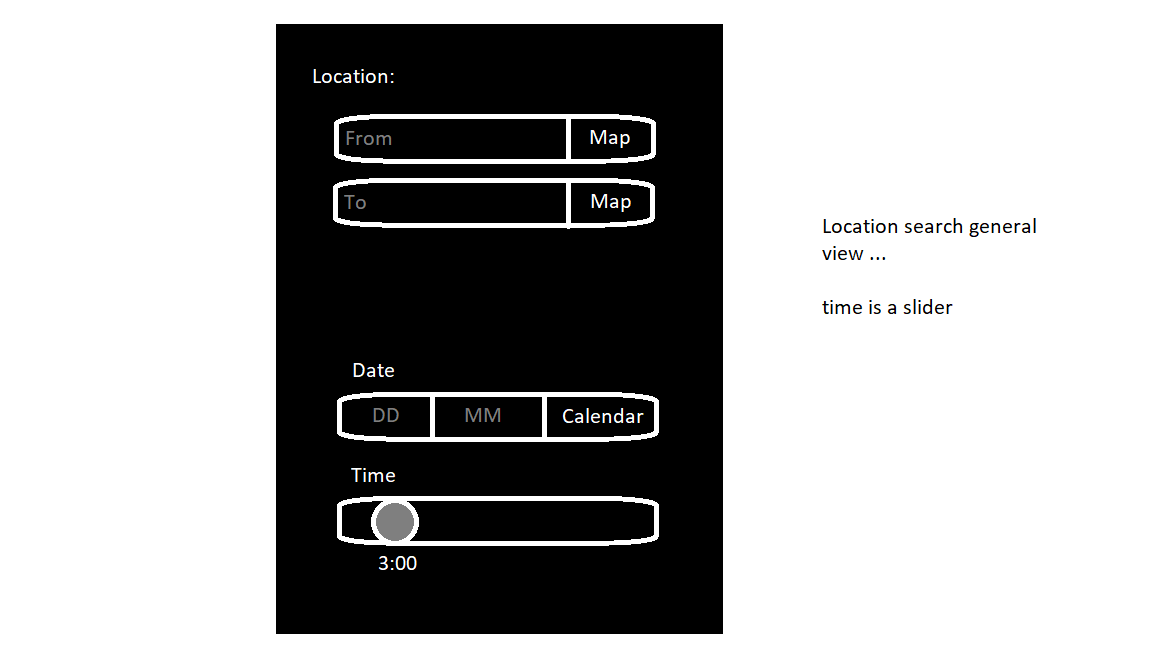 Location:
From
Map
To
Map
Location search general
view ...
time is a slider
Date
DD
MM
Calendar
Time
3:00